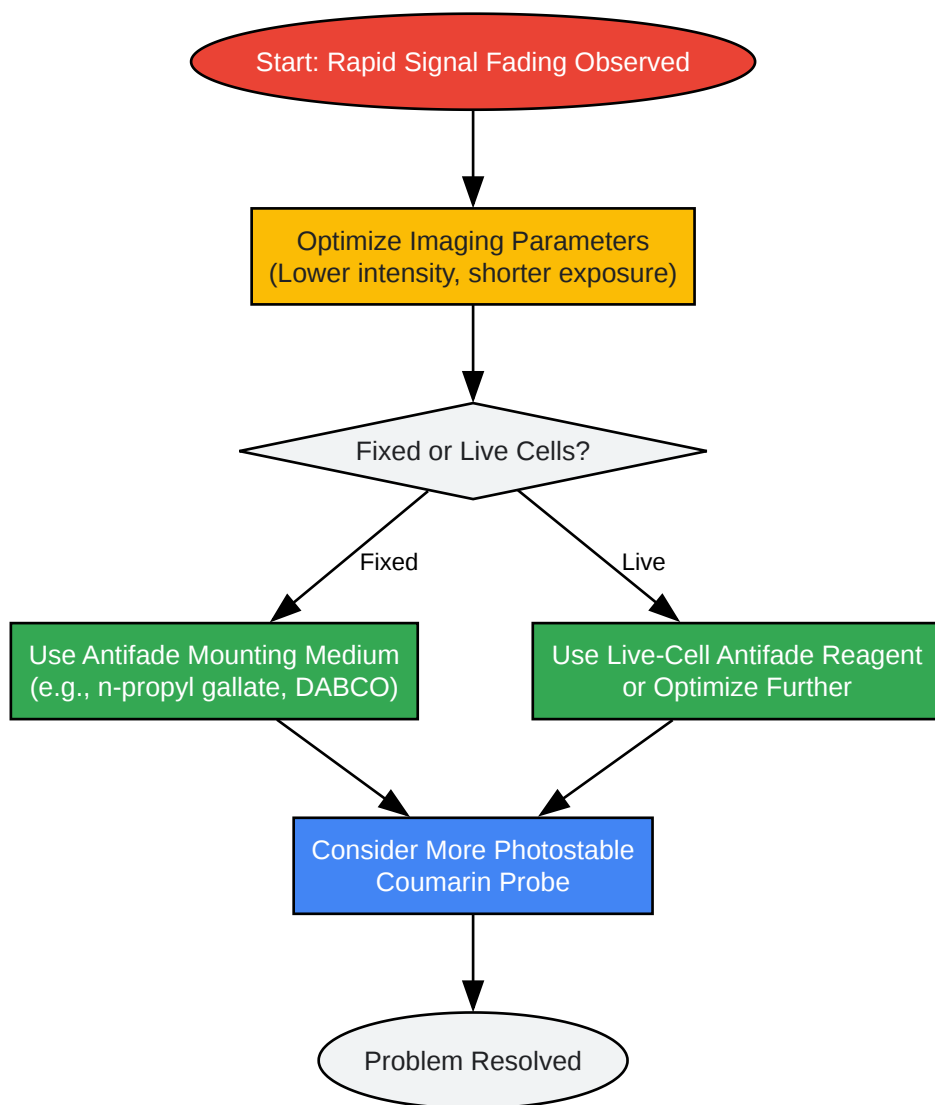 Start: Rapid Signal Fading Observed
Optimize Imaging Parameters
(Lower intensity, shorter exposure)
Fixed or Live Cells?
Fixed
Live
Use Antifade Mounting Medium
(e.g., n-propyl gallate, DABCO)
Use Live-Cell Antifade Reagent
or Optimize Further
Consider More Photostable
Coumarin Probe
Problem Resolved